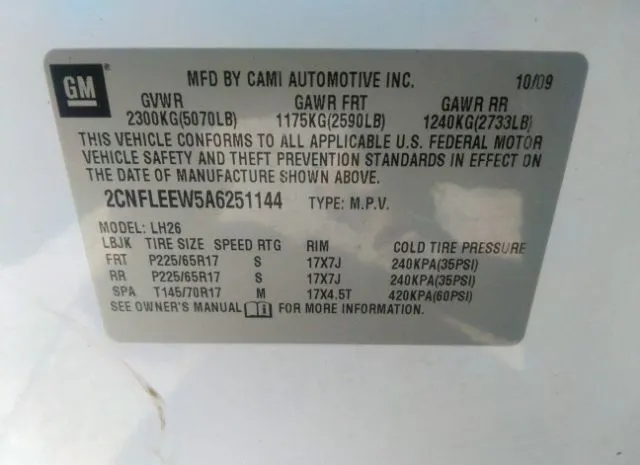 GM MFD BY CAMI AUTOMOTIVE INC. 10/09
GVWR GAWR FRT GAWR RR
2300KG(5070LB) 1175KG(2590LB) 1240KG(2733LB)
THIS VEHICLE CONFORMS TO ALL APPLICABLE U.S. FEDERAL MOTOR
VEHICLE SAFETY AND THEFT PREVENTION STANDARDS IN EFFECT ON
THE DATE OF MANUFACTURE SHOWN ABOVE.
2CNFLEEW5A6251144 TYPE: M.P.V.
MODEL: LH26
LBJK TIRE SIZE SPEED RTG RIM COLD TIRE PRESSURE
FRT P225/65R17 S 17X7J 240KPA(35PSI)
RR P225/65R17 S 17X7J 240KPA(35PSI)
SPA T145/70R17 M 17X4.5T 420KPA(60PSI)
SEE OWNER'S MANUAL FOR MORE INFORMATION.